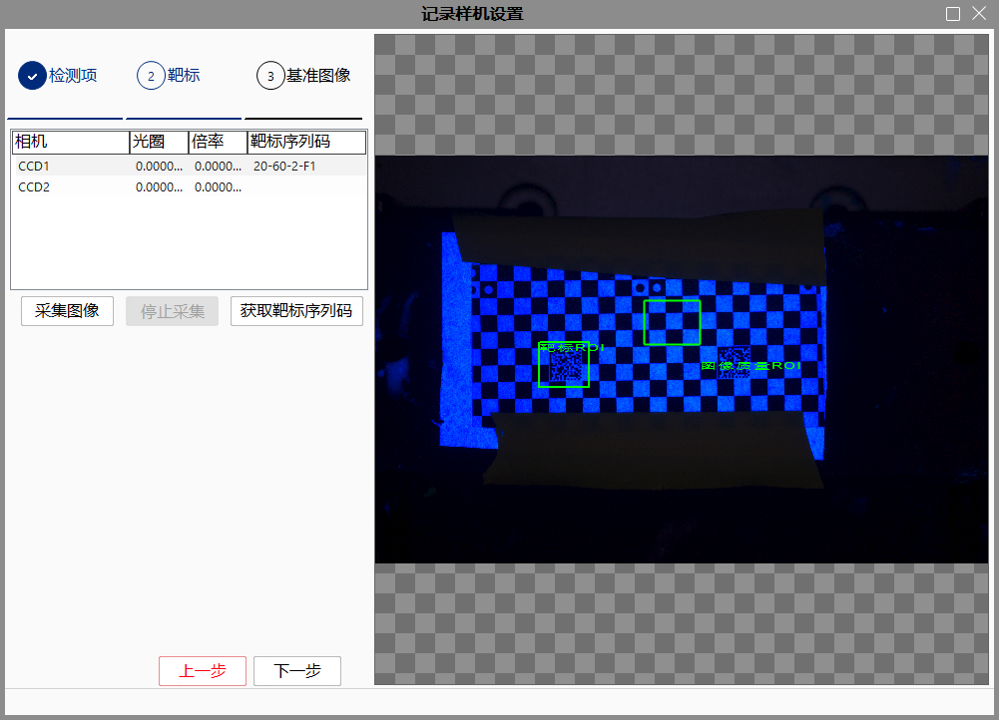 记录样机设置
检测项
2 靶标
3 基准图像
相机 光圈 倍率 靶标序列码
CCD1 0.0000... 0.0000... 20-60-2-F1
CCD2 0.0000... 0.0000...
采集图像 停止采集 获取靶标序列码
靶标ROI
图像质量ROI
上一步 下一步